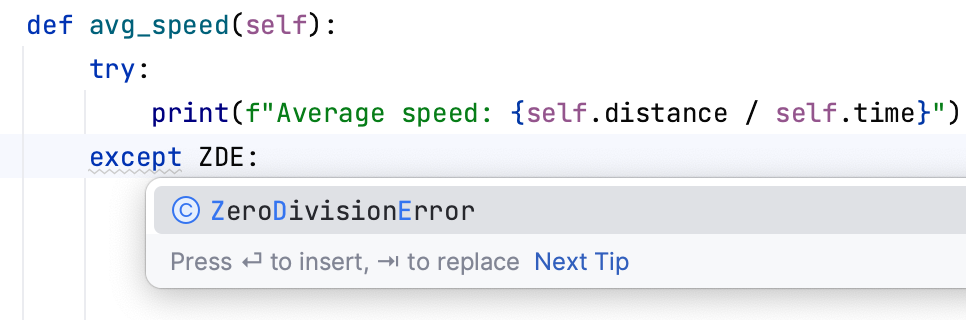 def avg_speed(self):
try:
print(f"Average speed: {self.distance / self.time}")
except ZDE:
© ZeroDivisionError
Press ↵ to insert, ⇥ to replace Next Tip